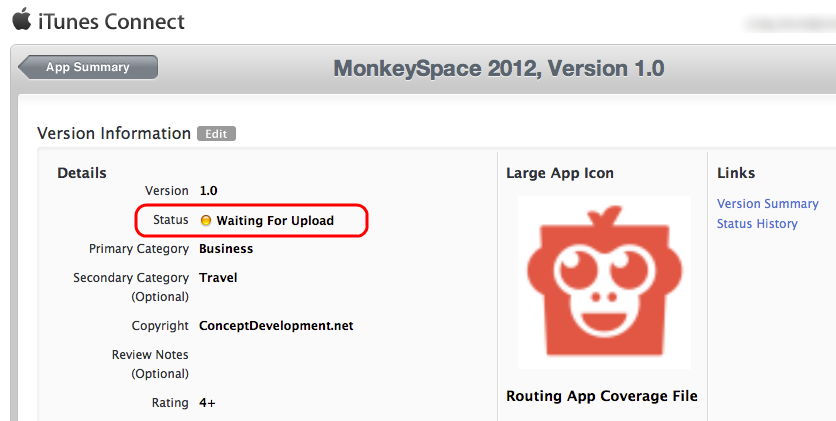 iTunes Connect
App Summary
MonkeySpace 2012, Version 1.0
Version Information Edit
Details
Version 1.0
Status Waiting For Upload
Primary Category Business
Secondary Category Travel
(Optional)
Copyright ConceptDevelopment.net
Review Notes
(Optional)
Rating 4+
Large App Icon
Routing App Coverage File
Links
Version Summary
Status History